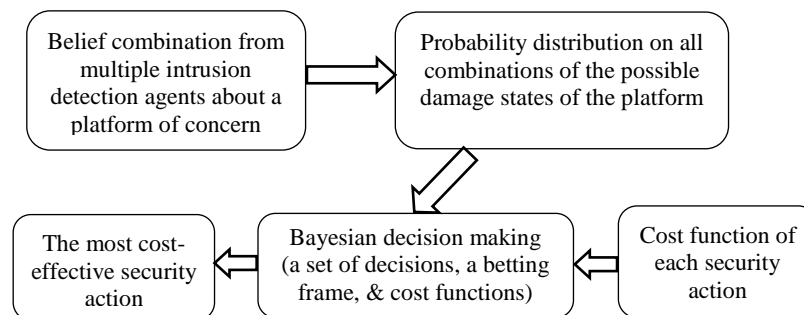 Belief combination from
multiple intrusion
detection agents about a
platform of concern
Probability distribution on all
combinations of the possible
damage states of the platform
The most cost-
effective security
action
Bayesian decision making
(a set of decisions, a betting
frame, & cost functions)
Cost function of
each security
action